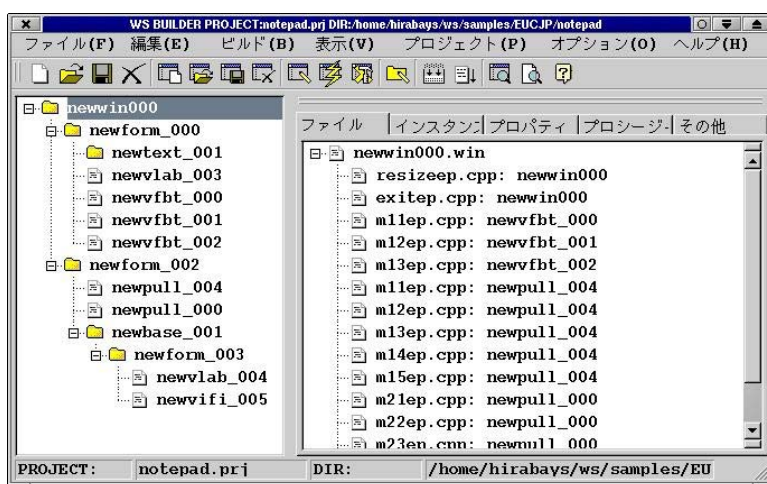 WS BUILDER PROJECT:notepad.prj DIR:/home/hirabays/ws/samples/EUCJP/notepad
ファイル(F) 編集(E) ビルド(B) 表示(V) プロジェクト(P) オプション(O) ヘルプ(H)
newwin000
newform_000
newtext_001
newvlab_003
newvfbt_000
newvfbt_001
newvfbt_002
newform_002
newpull_004
newpull_000
newbase_001
newform_003
newvlab_004
newvifi_005
ファイル インスタンス プロパティ プロシージ その他
newwin000.win
resizeep.cpp: newwin000
exitep.cpp: newwin000
m11ep.cpp: newvfbt_000
m12ep.cpp: newvfbt_001
m13ep.cpp: newvfbt_002
m11ep.cpp: newpull_004
m12ep.cpp: newpull_004
m13ep.cpp: newpull_004
m14ep.cpp: newpull_004
m15ep.cpp: newpull_004
m21ep.cpp: newpull_000
m22ep.cpp: newpull_000
m23ep.cpp: newpull_000
PROJECT: notepad.prj DIR: /home/hirabays/ws/samples/EU